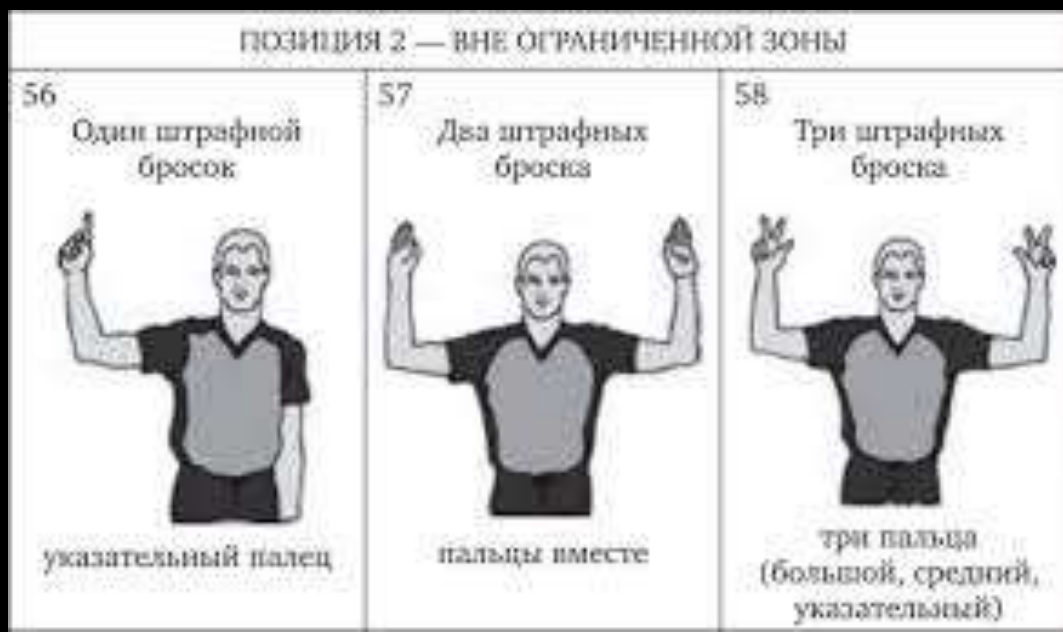 ПОЗИЦИЯ 2 — ВНЕ ОГРАНИЧЕННОЙ ЗОНЫ
56
Один штрафной
бросок
указательный палец
57
Два штрафных
броска
пальцы вместе
58
Три штрафных
броска
три пальца
(большой, средний,
указательный)